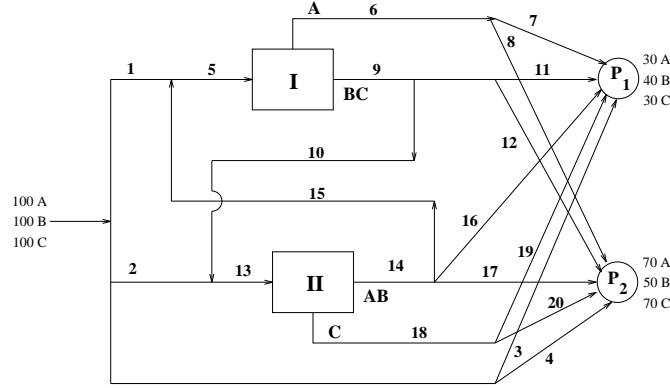 A 6 7
8
30 A
1 5 I 9 11 P1 40 B
BC 30 C
10 12
15
100 A
100 B
100 C
16 19
2 13 II 14 17 P2 70 A
AB 50 B
20 70 C
C 18
3 4